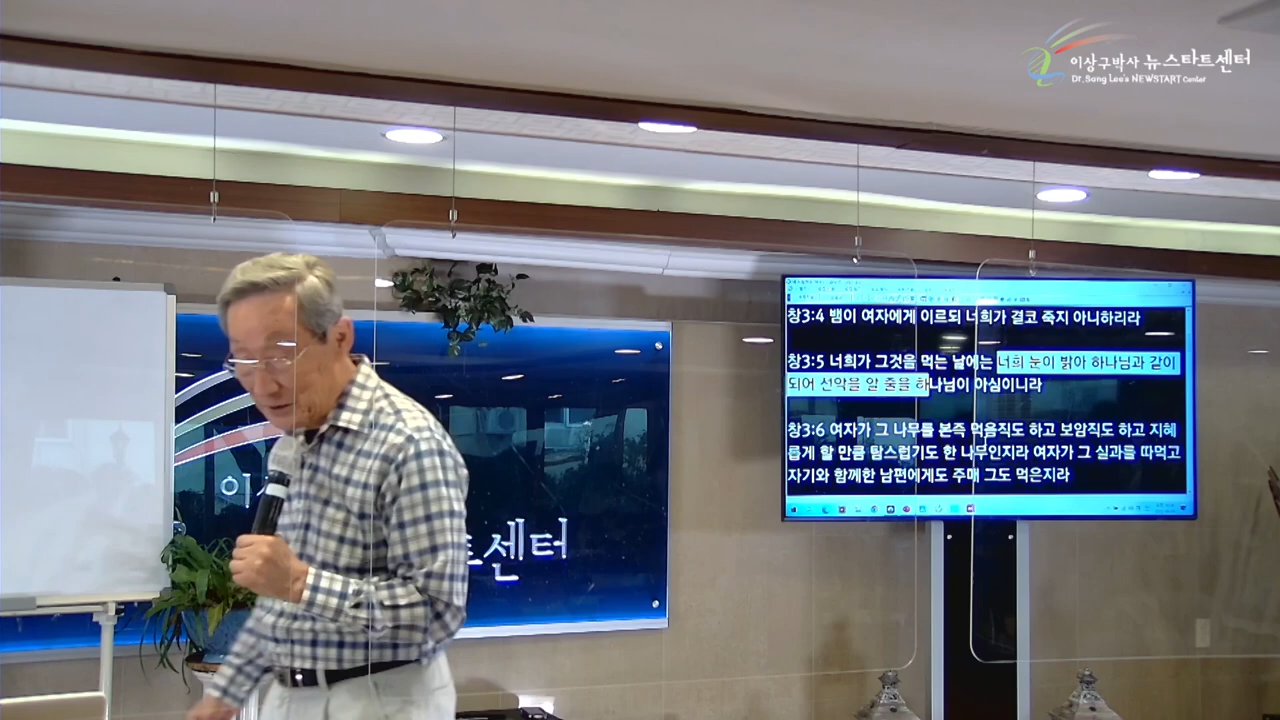 이상구박사 뉴스타트센터
Dr. Sang Lee's NEWSTART Center
창3:4 뱀이 여자에게 이르되 너희가 결코 죽지 아니하리라
창3:5 너희가 그것을 먹는 날에는 너희 눈이 밝아 하나님과 같이
되어 선악을 알 줄을 하나님이 아심이니라
창3:6 여자가 그 나무를 본즉 먹음직도 하고 보암직도 하고 지혜
롭게 할 만큼 탐스럽기도 한 나무인지라 여자가 그 실과를 따먹고
자기와 함께한 남편에게도 주매 그도 먹은지라
이
트센터